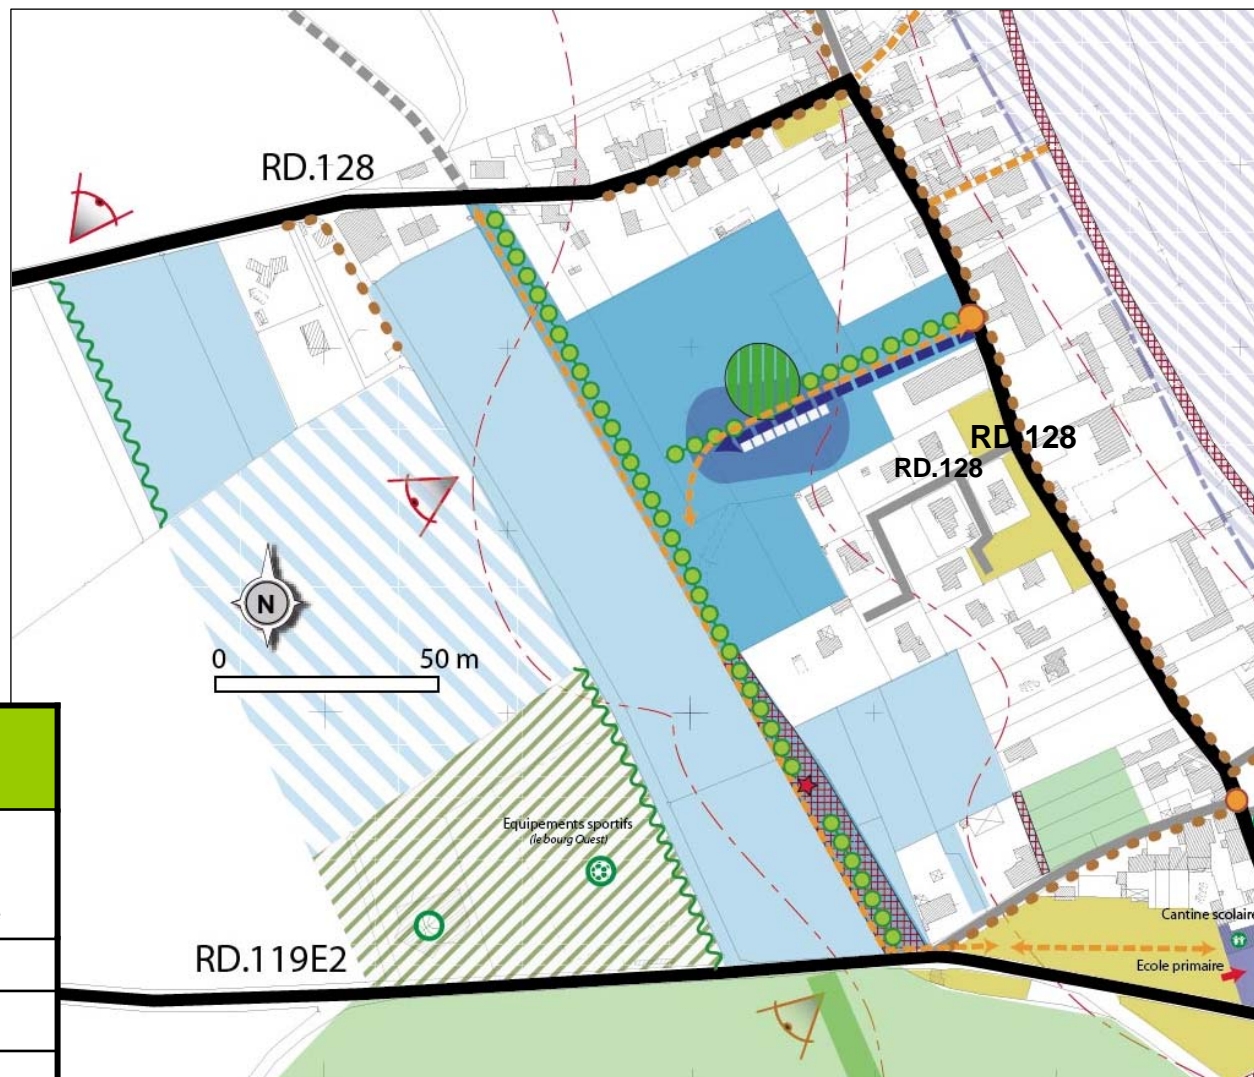 RD.128
RD.128
RD.128
N
0 50 m
Equipements sportifs
(le bourg Ouest)
Cantine scolaire
RD.119E2
Ecole primaire